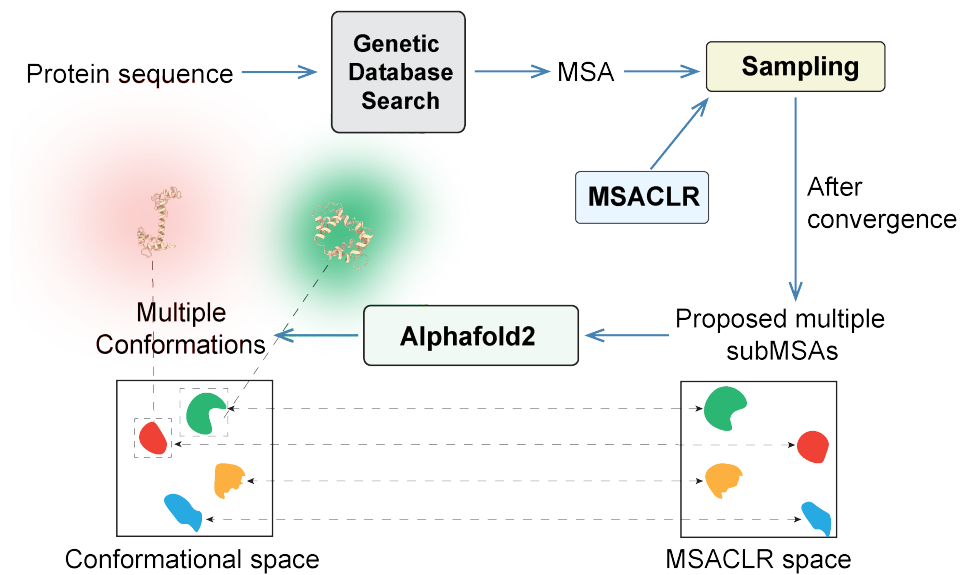 Protein sequence
Genetic
Database
Search
MSA
Sampling
MSACLR
After
convergence
Multiple
Conformations
Alphafold2
Proposed multiple
subMSAs
Conformational space
MSACLR space